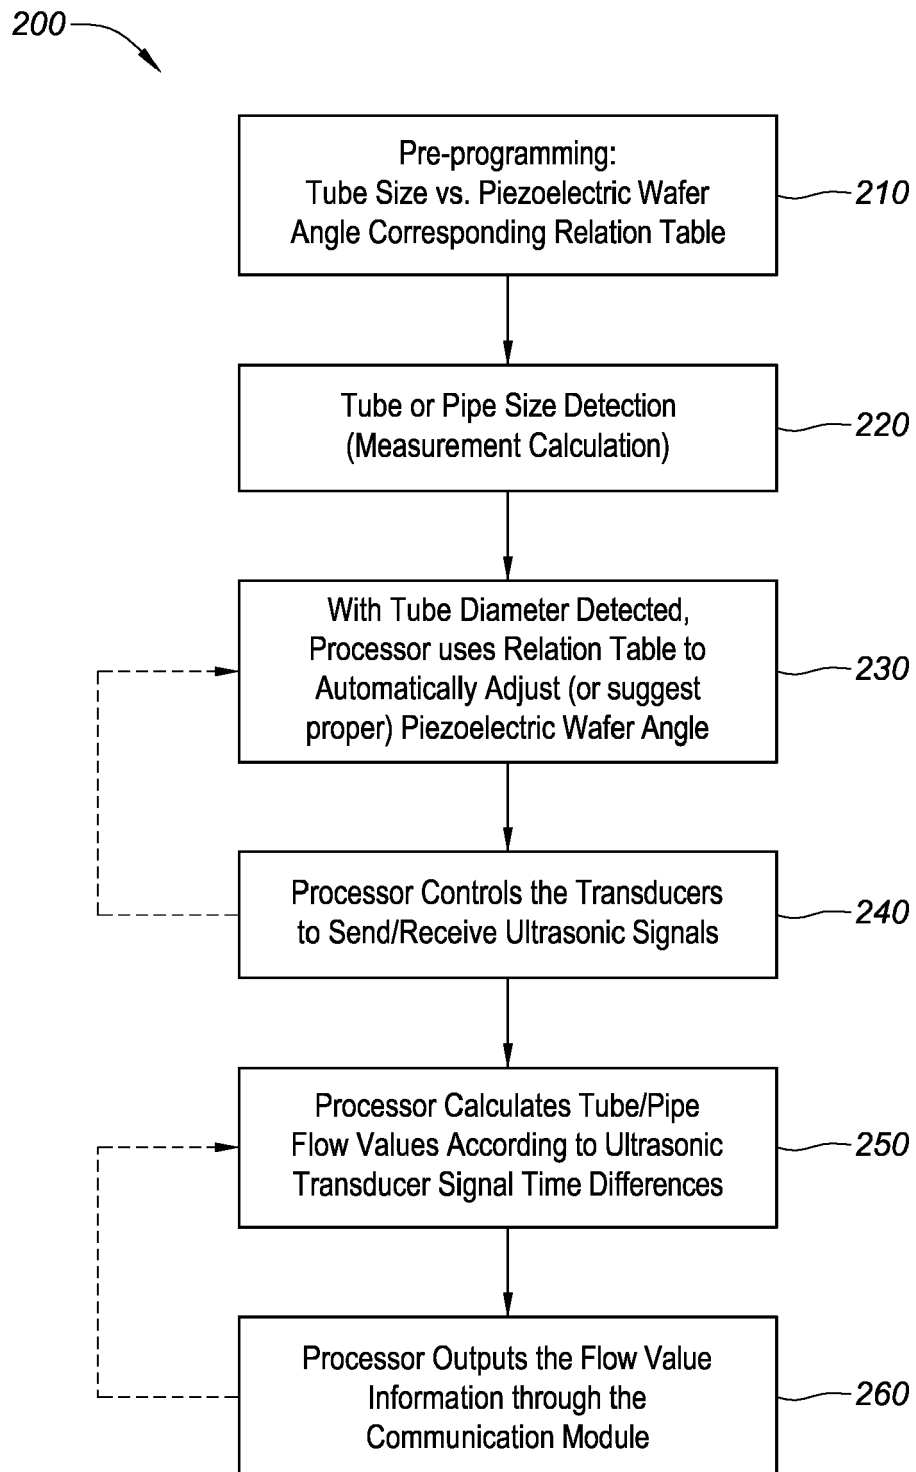 200
Pre-programming:
Tube Size vs. Piezoelectric Wafer
Angle Corresponding Relation Table
210
Tube or Pipe Size Detection
(Measurement Calculation)
220
With Tube Diameter Detected,
Processor uses Relation Table to
Automatically Adjust (or suggest
proper) Piezoelectric Wafer Angle
230
Processor Controls the Transducers
to Send/Receive Ultrasonic Signals
240
Processor Calculates Tube/Pipe
Flow Values According to Ultrasonic
Transducer Signal Time Differences
250
Processor Outputs the Flow Value
Information through the
Communication Module
260